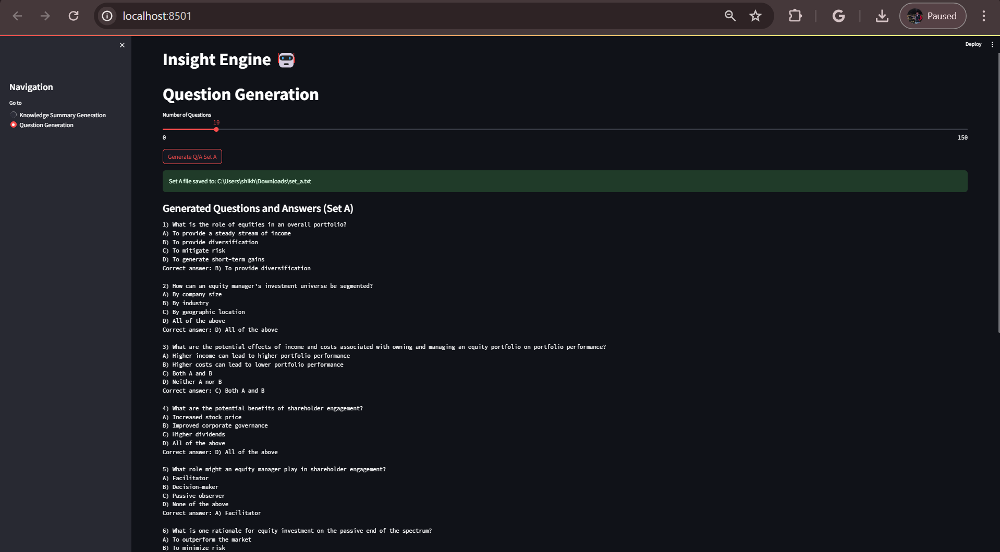 localhost:8501
Paused
Deploy
Navigation
Go to
Knowledge Summary Generation
Question Generation
Insight Engine
Question Generation
Number of Questions
10
0
150
Generate Q/A Set A
Set A file saved to: C:\Users\shikh\Downloads\set_a.txt
Generated Questions and Answers (Set A)
1) What is the role of equities in an overall portfolio?
A) To provide a steady stream of income
B) To provide diversification
C) To mitigate risk
D) To generate short-term gains
Correct answer: B) To provide diversification
2) How can an equity manager's investment universe be segmented?
A) By company size
B) By industry
C) By geographic location
D) All of the above
Correct answer: D) All of the above
3) What are the potential effects of income and costs associated with owning and managing an equity portfolio on portfolio performance?
A) Higher income can lead to higher portfolio performance
B) Higher costs can lead to lower portfolio performance
C) Both A and B
D) Neither A nor B
Correct answer: C) Both A and B
4) What are the potential benefits of shareholder engagement?
A) Increased stock price
B) Improved corporate governance
C) Higher dividends
D) All of the above
Correct answer: D) All of the above
5) What role might an equity manager play in shareholder engagement?
A) Facilitator
B) Decision-maker
C) Passive observer
D) None of the above
Correct answer: A) Facilitator
6) What is one rationale for equity investment on the passive end of the spectrum?
A) To outperform the market
B) To minimize risk